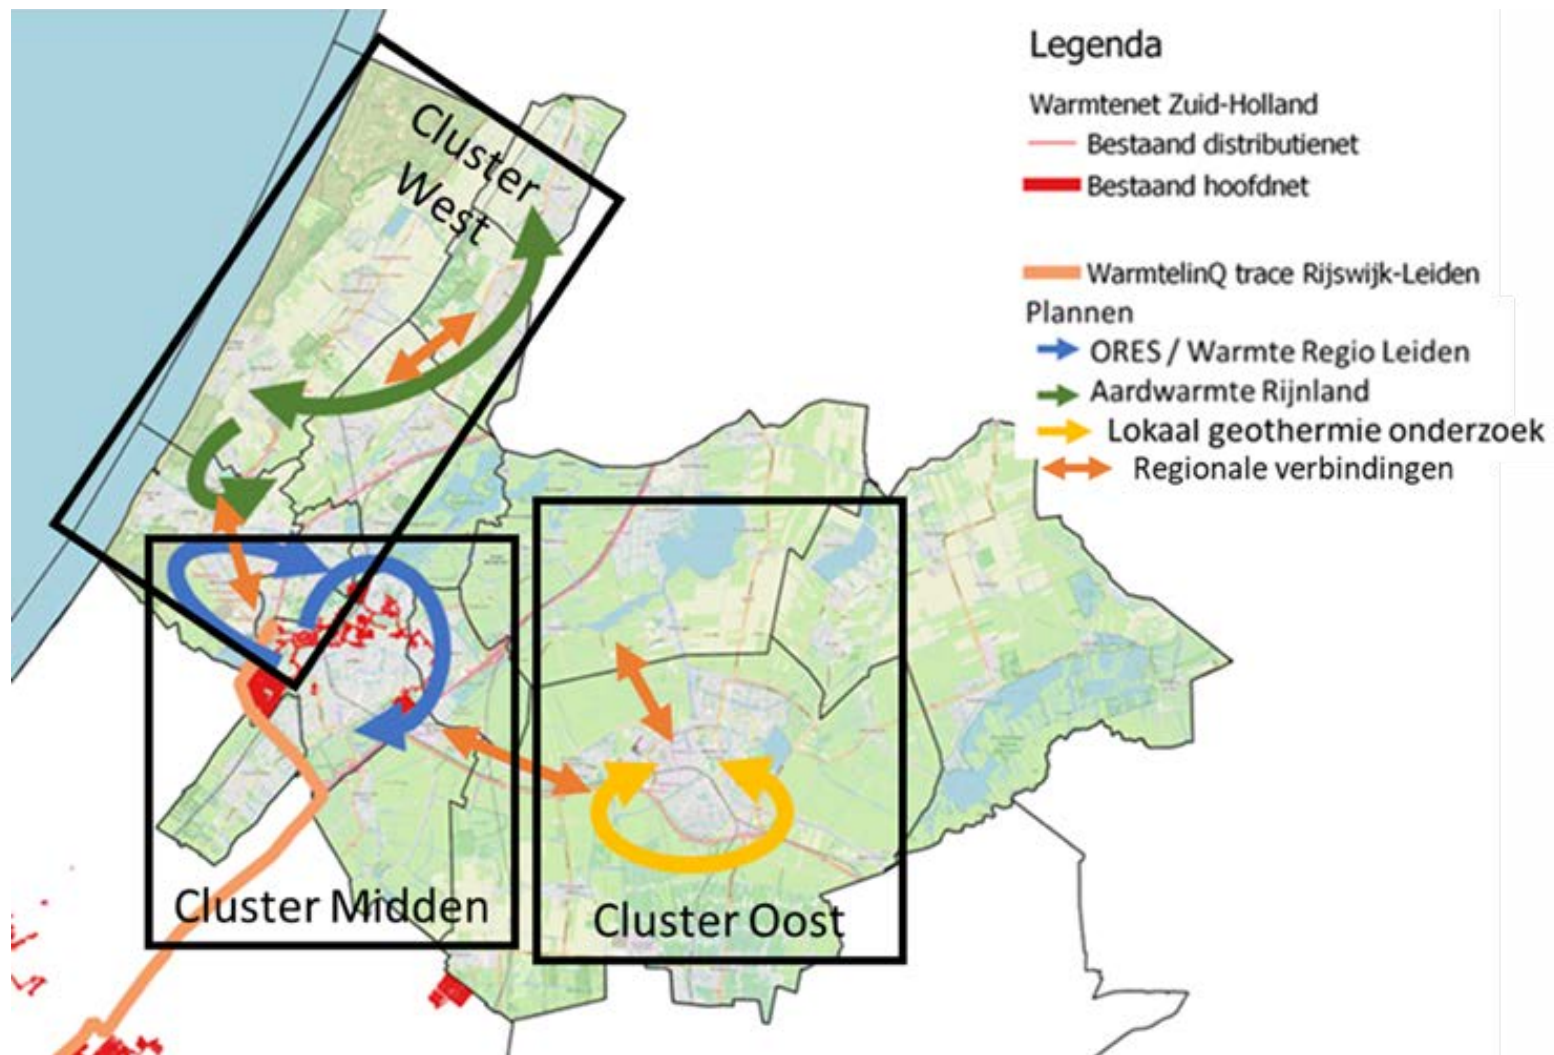 Cluster
West
Cluster Midden
Cluster Oost
Legenda
Warmtenet Zuid-Holland
Bestaand distributienet
Bestaand hoofdnet
WarmtelinQ trace Rijswijk-Leiden
Plannen
ORES / Warmte Regio Leiden
Aardwarmte Rijnland
Lokaal geothermie onderzoek
Regionale verbindingen